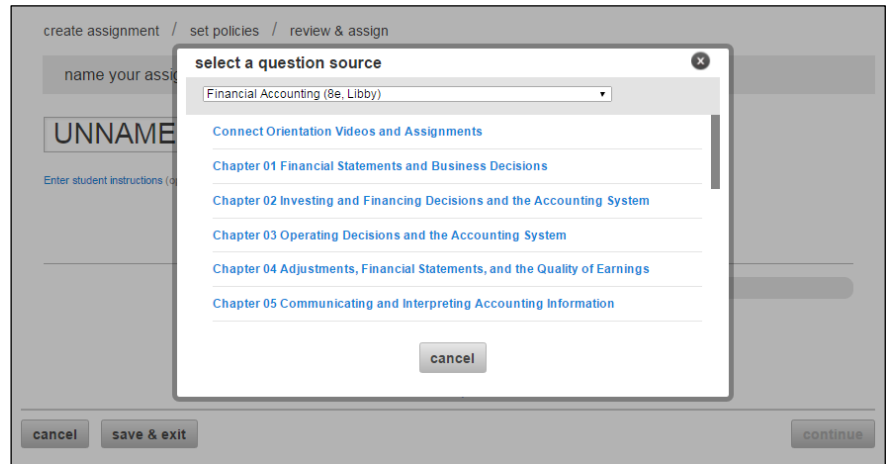 create assignment / set policies / review & assign
select a question source
name your assig
Financial Accounting (8e, Libby)
UNNAME
Connect Orientation Videos and Assignments
Chapter 01 Financial Statements and Business Decisions
Enter student instructions (o
Chapter 02 Investing and Financing Decisions and the Accounting System
Chapter 03 Operating Decisions and the Accounting System
Chapter 04 Adjustments, Financial Statements, and the Quality of Earnings
Chapter 05 Communicating and Interpreting Accounting Information
cancel
cancel save & exit continue